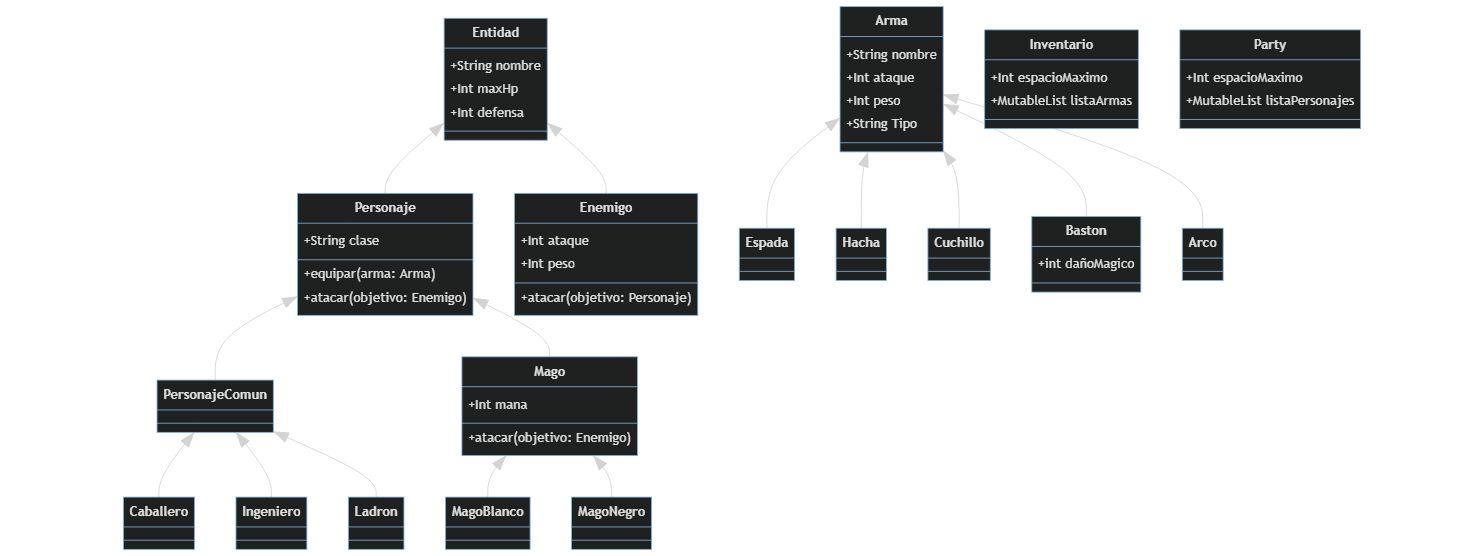 Entidad
+String nombre
+Int maxHp
+Int defensa
Arma
+String nombre
+Int ataque
+Int peso
+String Tipo
Inventario
+Int espacioMaximo
+MutableList listaArmas
Party
+Int espacioMaximo
+MutableList listaPersonajes
Personaje
+String clase
+equipar(arma: Arma)
+atacar(objetivo: Enemigo)
Enemigo
+Int ataque
+Int peso
+atacar(objetivo: Personaje)
Espada
Hacha
Cuchillo
Baston
+int dañoMagico
Arco
PersonajeComun
Mago
+Int mana
+atacar(objetivo: Enemigo)
Caballero
Ingeniero
Ladron
MagoBlanco
MagoNegro